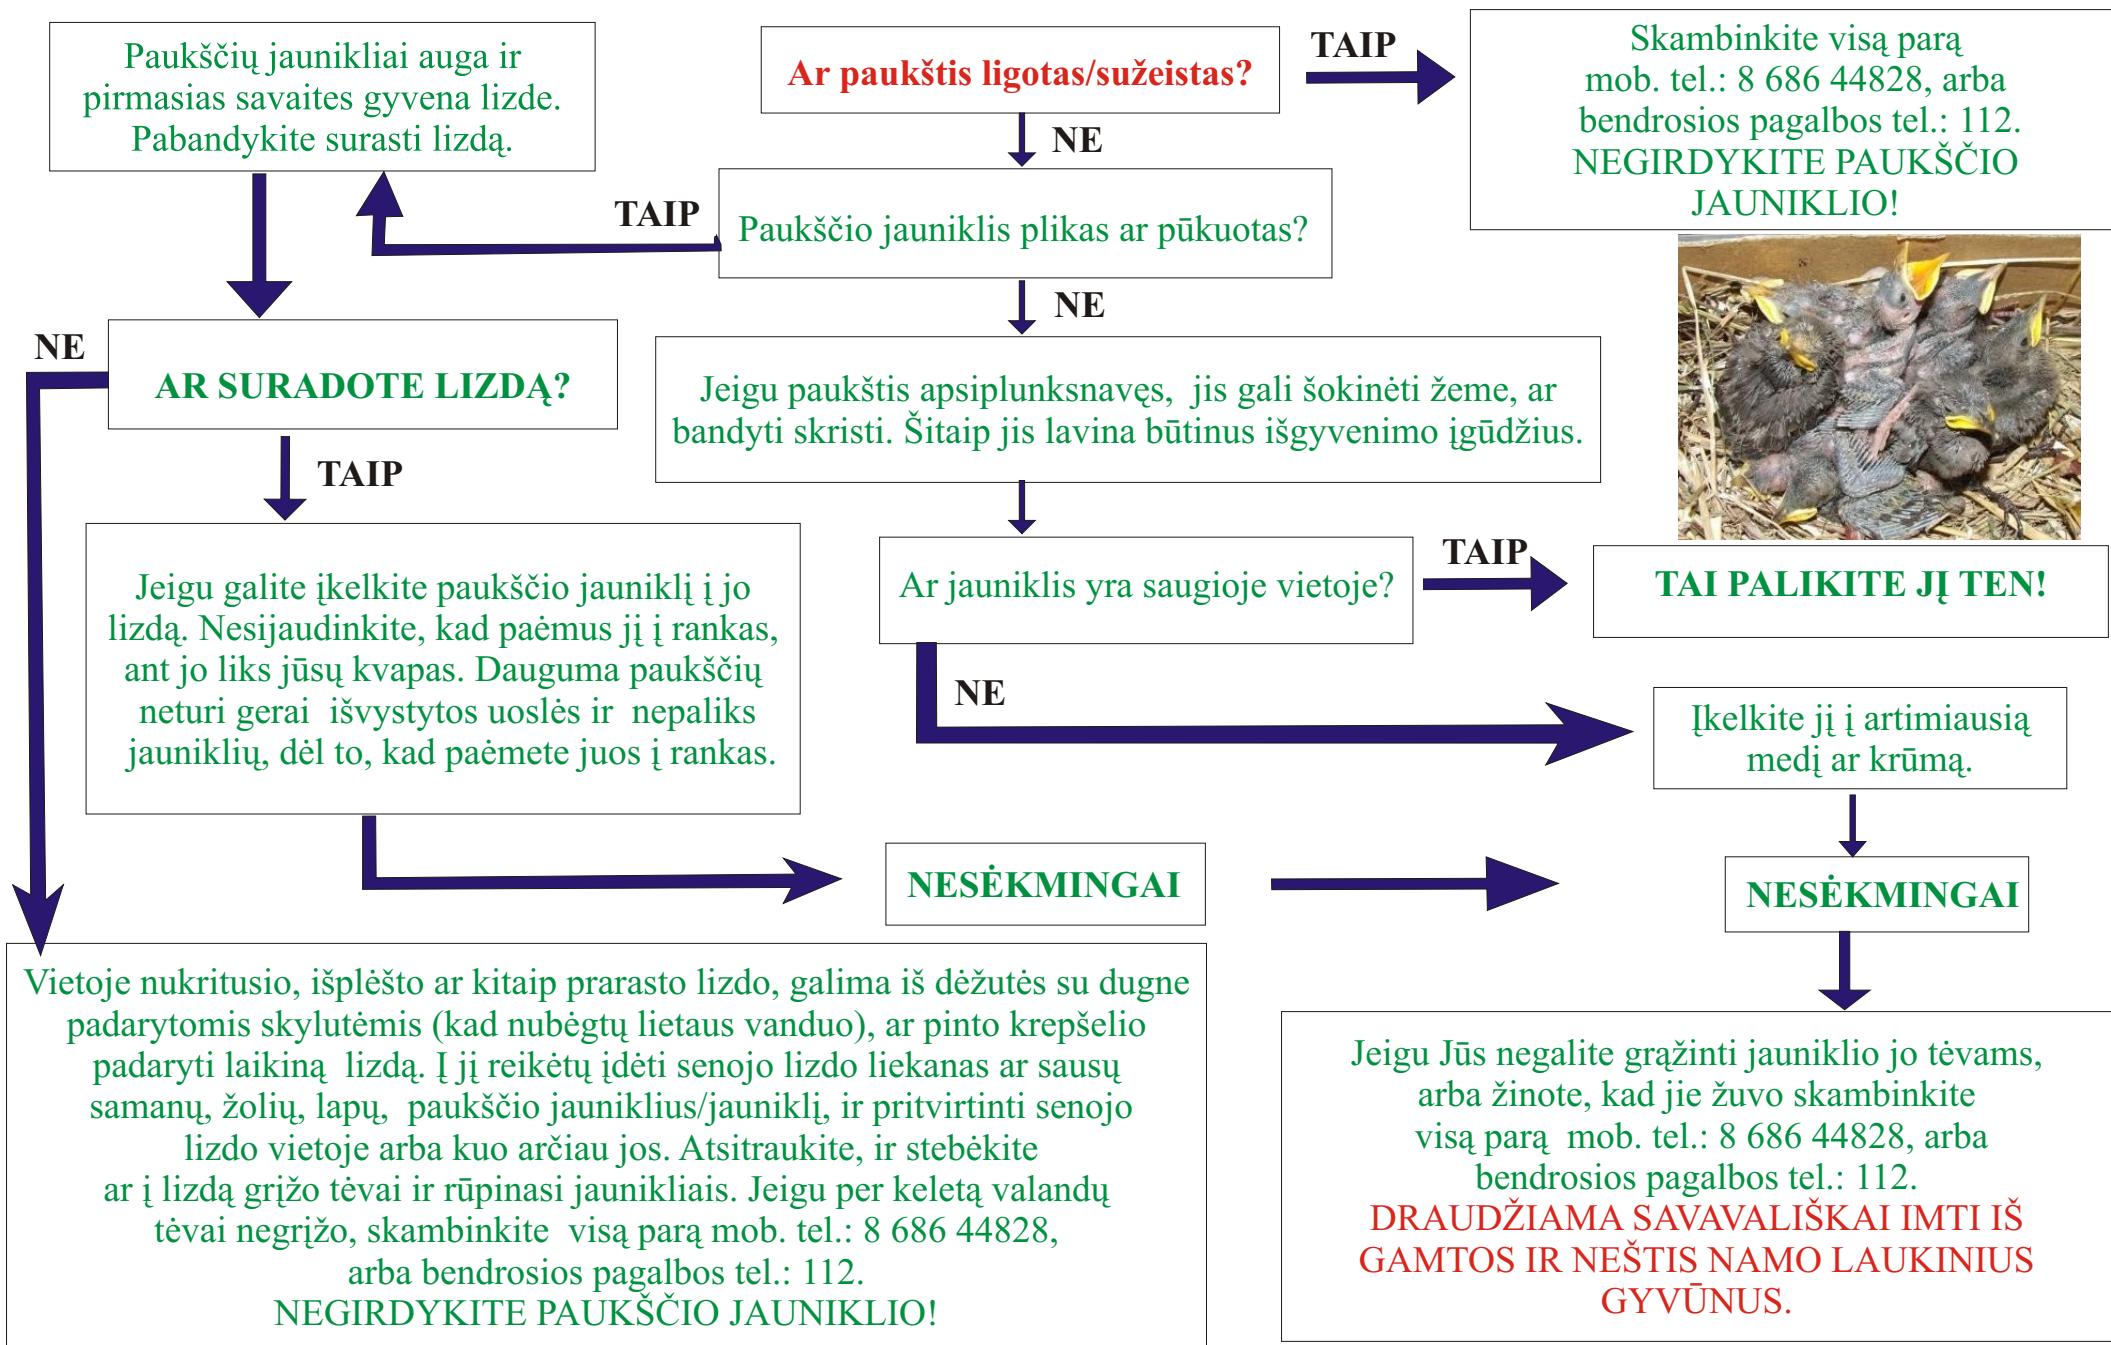 Paukščių jaunikliai auga ir
pirmasias savaites gyvena lizde.
Pabandykite surasti lizdą.
Ar paukštis ligotas/sužeistas?
TAIP
Skambinkite visą parą
mob. tel.: 8 686 44828, arba
bendrosios pagalbos tel.: 112.
NEGIRDYKITE PAUKŠČIO
JAUNIKLIO!
NE
TAIP
Paukščio jauniklis plikas ar pūkuotas?
NE
NE
AR SURADOTE LIZDĄ?
Jeigu paukštis apsiplunksnavęs, jis gali šokinėti žeme, ar
bandyti skristi. Šitaip jis lavina būtinus išgyvenimo įgūdžius.
TAIP
Jeigu galite įkelkite paukščio jauniklį į jo
lizdą. Nesijaudinkite, kad paėmus jį į rankas,
ant jo liks jūsų kvapas. Dauguma paukščių
neturi gerai išvystytos uoslės ir nepaliks
jauniklių, dėl to, kad paėmete juos į rankas.
Ar jauniklis yra saugioje vietoje?
TAIP
TAI PALIKITE JĮ TEN!
NE
Įkelkite jį į artimiausią
medį ar krūmą.
NESĖKMINGAI
NESĖKMINGAI
Vietoje nukritusio, išplėšto ar kitaip prarasto lizdo, galima iš dėžutės su dugne
padarytomis skylutėmis (kad nubėgtų lietaus vanduo), ar pinto krepšelio
padaryti laikiną lizdą. Į jį reikėtų įdėti senojo lizdo liekanas ar sausų
samanų, žolių, lapų, paukščio jauniklius/jauniklį, ir pritvirtinti senojo
lizdo vietoje arba kuo arčiau jos. Atsitraukite, ir stebėkite
ar į lizdą grįžo tėvai ir rūpinasi jaunikliais. Jeigu per keletą valandų
tėvai negrįžo, skambinkite visą parą mob. tel.: 8 686 44828,
arba bendrosios pagalbos tel.: 112.
NEGIRDYKITE PAUKŠČIO JAUNIKLIO!
Jeigu Jūs negalite grąžinti jauniklio jo tėvams,
arba žinote, kad jie žuvo skambinkite
visą parą mob. tel.: 8 686 44828, arba
bendrosios pagalbos tel.: 112.
DRAUDŽIAMA SAVAVALIŠKAI IMTI IŠ
GAMTOS IR NEŠTIS NAMO LAUKINIUS
GYVŪNUS.